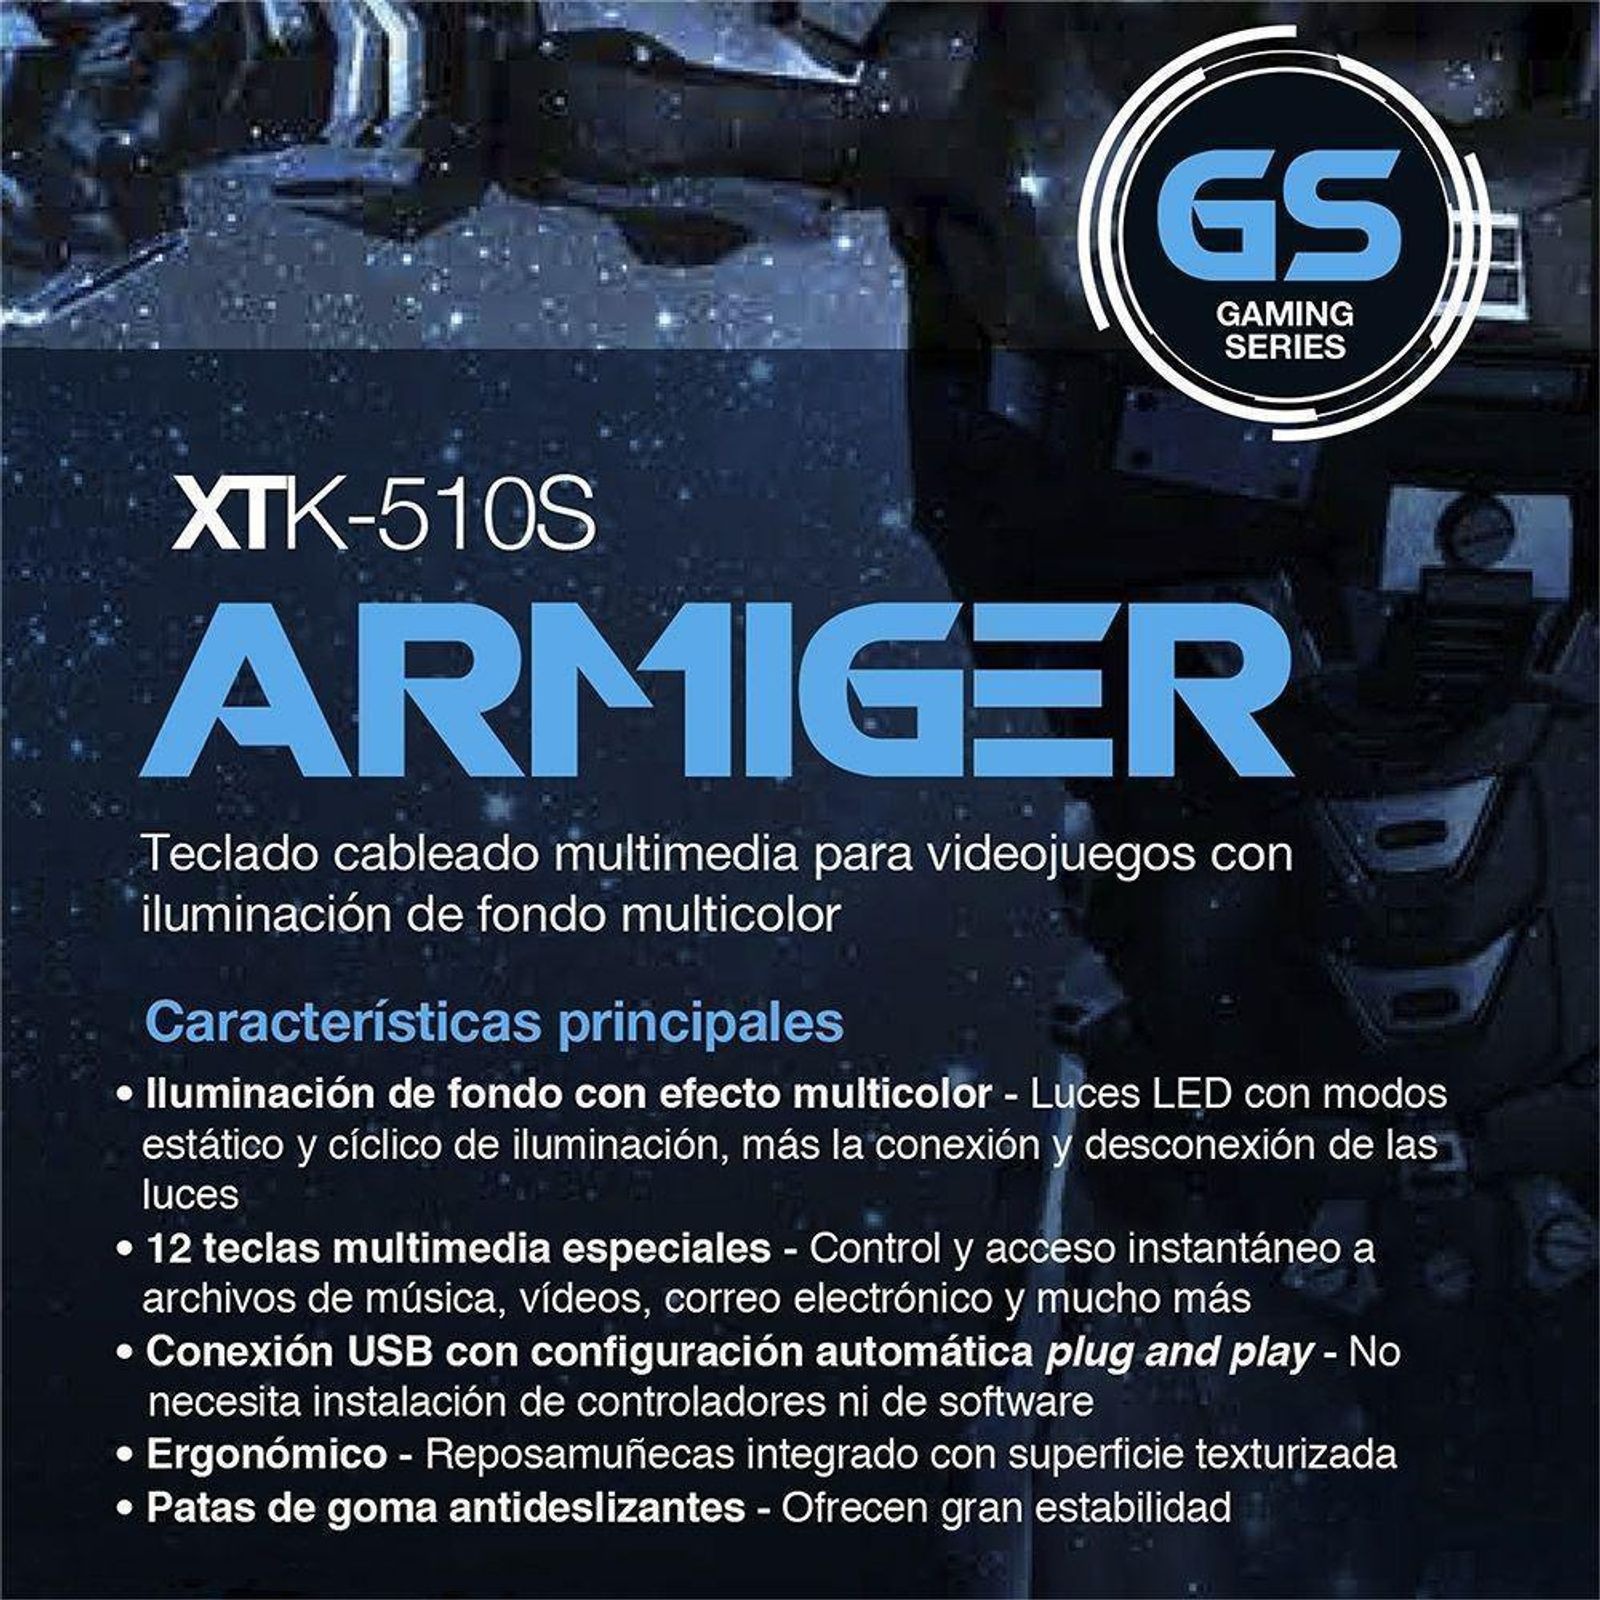 GS
GAMING
SERIES
XTK-510S
ARMIGER
Teclado cableado multimedia para videojuegos con
iluminación de fondo multicolor
Características principales
• Iluminación de fondo con efecto multicolor - Luces LED con modos
estático y cíclico de iluminación, más la conexión y desconexión de las
luces
• 12 teclas multimedia especiales - Control y acceso instantáneo a
archivos de música, vídeos, correo electrónico y mucho más
• Conexión USB con configuración automática plug and play - No
necesita instalación de controladores ni de software
• Ergonómico - Reposamuñecas integrado con superficie texturizada
• Patas de goma antideslizantes - Ofrecen gran estabilidad